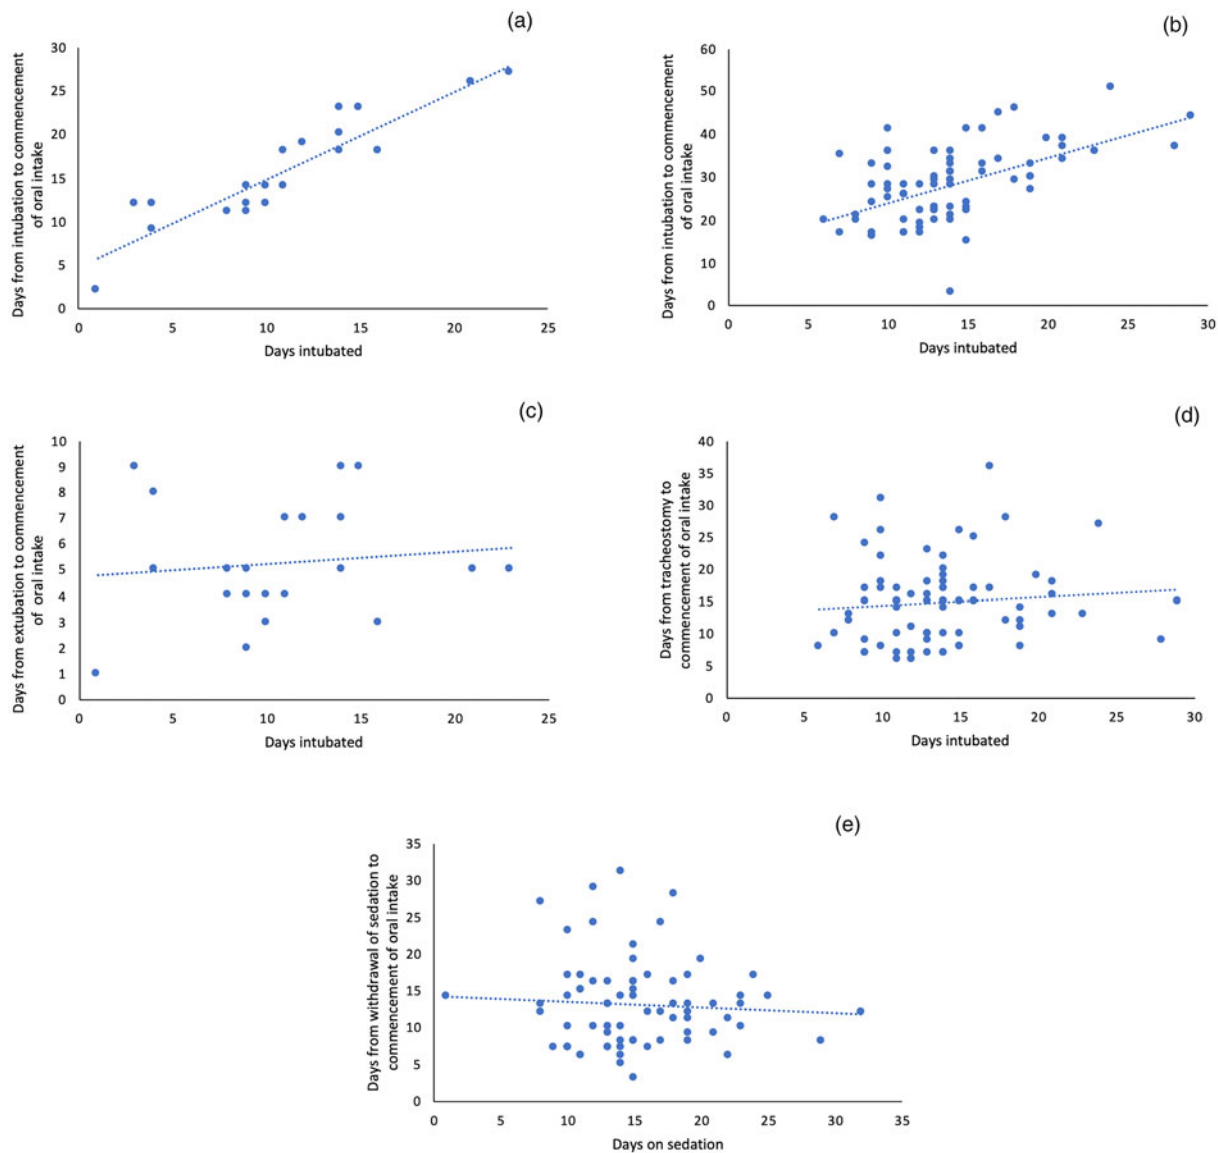 (a)
Days from intubation to commencement
of oral intake
30
25
20
15
10
5
0
0 5 10 15 20 25
Days intubated
(b)
Days from intubation to commencement
of oral intake
60
50
40
30
20
10
0
0 5 10 15 20 25 30
Days intubated
(c)
Days from extubation to commencement
of oral intake
10
9
8
7
6
5
4
3
2
1
0
0 5 10 15 20 25
Days intubated
(d)
Days from tracheostomy to
commencement of oral intake
40
35
30
25
20
15
10
5
0
0 5 10 15 20 25 30
Days intubated
(e)
Days from withdrawal of sedation to
commencement of oral intake
35
30
25
20
15
10
5
0
0 5 10 15 20 25 30 35
Days on sedation